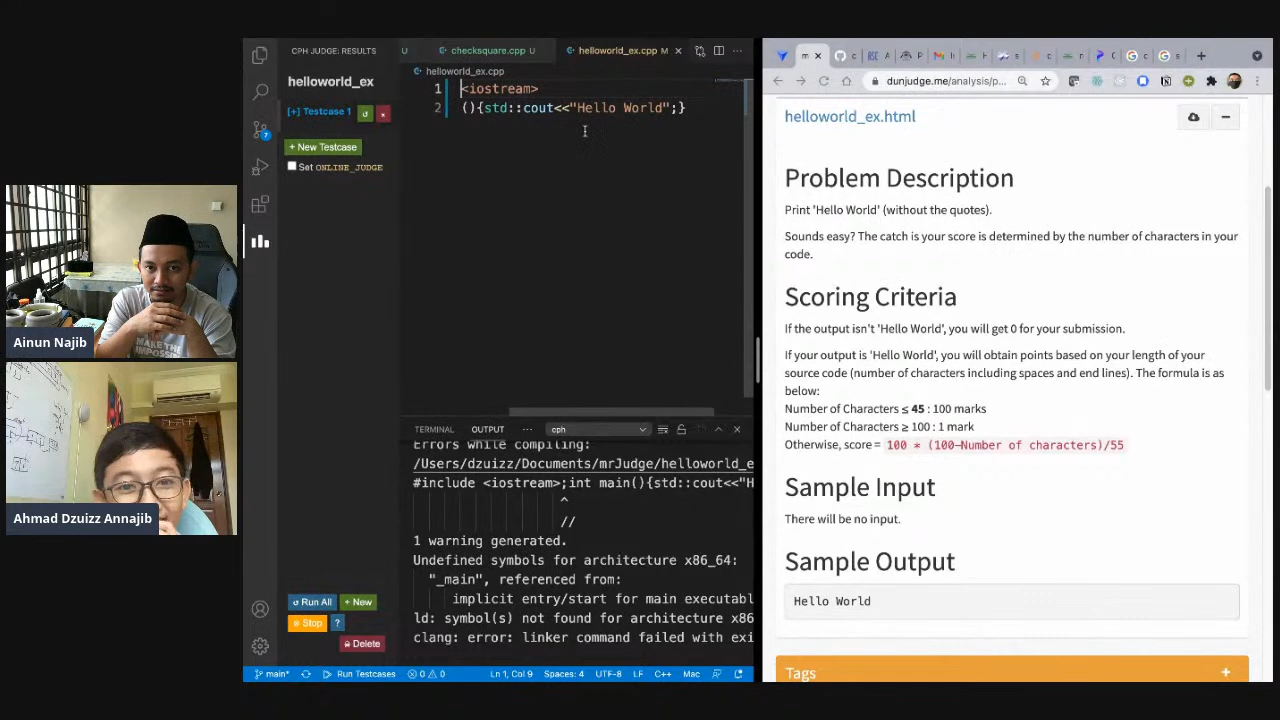 Ainun Najib
Ahmad Dzuizz Annajib
CPH JUDGE: RESULTS
helloworld_ex
[+] Testcase 1
+ New Testcase
Set ONLINE_JUDGE
Run All
+ New
Stop
?
Delete
U
checksquare.cpp U
helloworld_ex.cpp M
helloworld_ex.cpp
1 <iostream>
2 (){std::cout<<"Hello World";}
TERMINAL OUTPUT ... cph
Errors while compiling:
/Users/dzuizz/Documents/mrJudge/helloworld_e
#include <iostream>;int main(){std::cout<<"H
^
//
1 warning generated.
Undefined symbols for architecture x86_64:
"_main", referenced from:
implicit entry/start for main executabl
ld: symbol(s) not found for architecture x86
clang: error: linker command failed with exi
main* Run Testcases 0 0 Ln 1, Col 9 Spaces: 4 UTF-8 LF C++ Mac
dunjudge.me/analysis/p...
helloworld_ex.html
Problem Description
Print 'Hello World' (without the quotes).
Sounds easy? The catch is your score is determined by the number of characters in your
code.
Scoring Criteria
If the output isn't 'Hello World', you will get 0 for your submission.
If your output is 'Hello World', you will obtain points based on your length of your
source code (number of characters including spaces and end lines). The formula is as
below:
Number of Characters ≤ 45 : 100 marks
Number of Characters ≥ 100 : 1 mark
Otherwise, score = 100 * (100−Number of characters)/55
Sample Input
There will be no input.
Sample Output
Hello World
Tags +